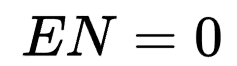 EN = 0